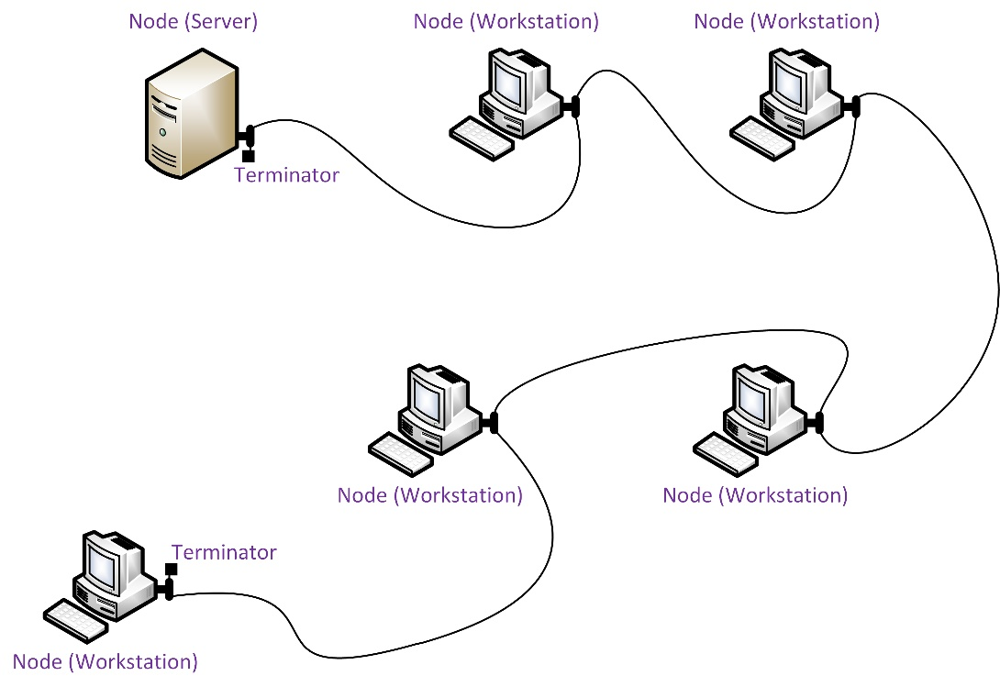 Node (Server)
Node (Workstation)
Node (Workstation)
Terminator
Node (Workstation)
Node (Workstation)
Terminator
Node (Workstation)